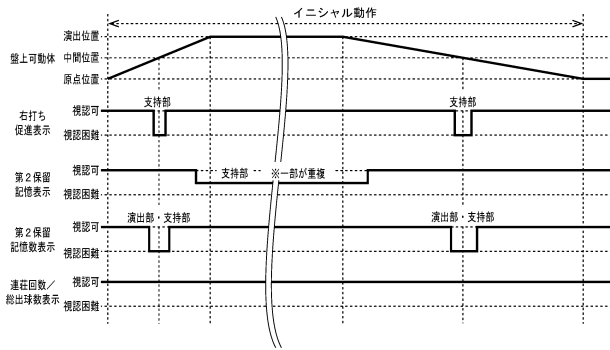 イニシャル動作
盤上可動体
演出位置
中間位置
原点位置
右打ち
促進表示
視認可
視認困難
支持部
支持部
第２保留
記憶表示
視認可
視認困難
支持部 ※一部が重複
第２保留
記憶数表示
視認可
視認困難
演出部・支持部
演出部・支持部
連荘回数／
総出球数表示
視認可
視認困難